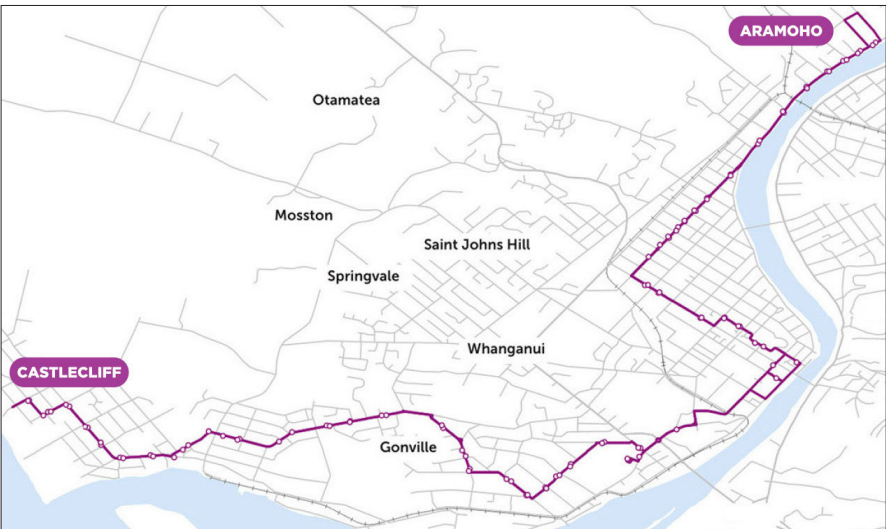 ARAMOHO
Otamatea
Mosston
Saint Johns Hill
Springvale
Whanganui
CASTLECLIFF
Gonville